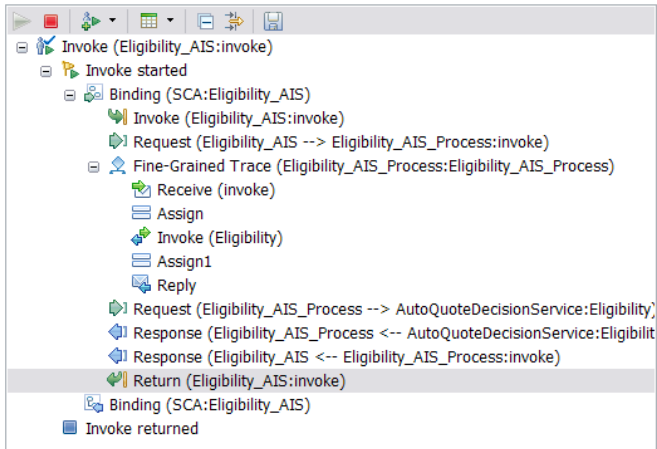 Invoke (Eligibility_AIS:invoke)
Invoke started
Binding (SCA:Eligibility_AIS)
Invoke (Eligibility_AIS:invoke)
Request (Eligibility_AIS --> Eligibility_AIS_Process:invoke)
Fine-Grained Trace (Eligibility_AIS_Process:Eligibility_AIS_Process)
Receive (invoke)
Assign
Invoke (Eligibility)
Assign1
Reply
Request (Eligibility_AIS_Process --> AutoQuoteDecisionService:Eligibility)
Response (Eligibility_AIS_Process <-- AutoQuoteDecisionService:Eligibilit
Response (Eligibility_AIS <-- Eligibility_AIS_Process:invoke)
Return (Eligibility_AIS:invoke)
Binding (SCA:Eligibility_AIS)
Invoke returned